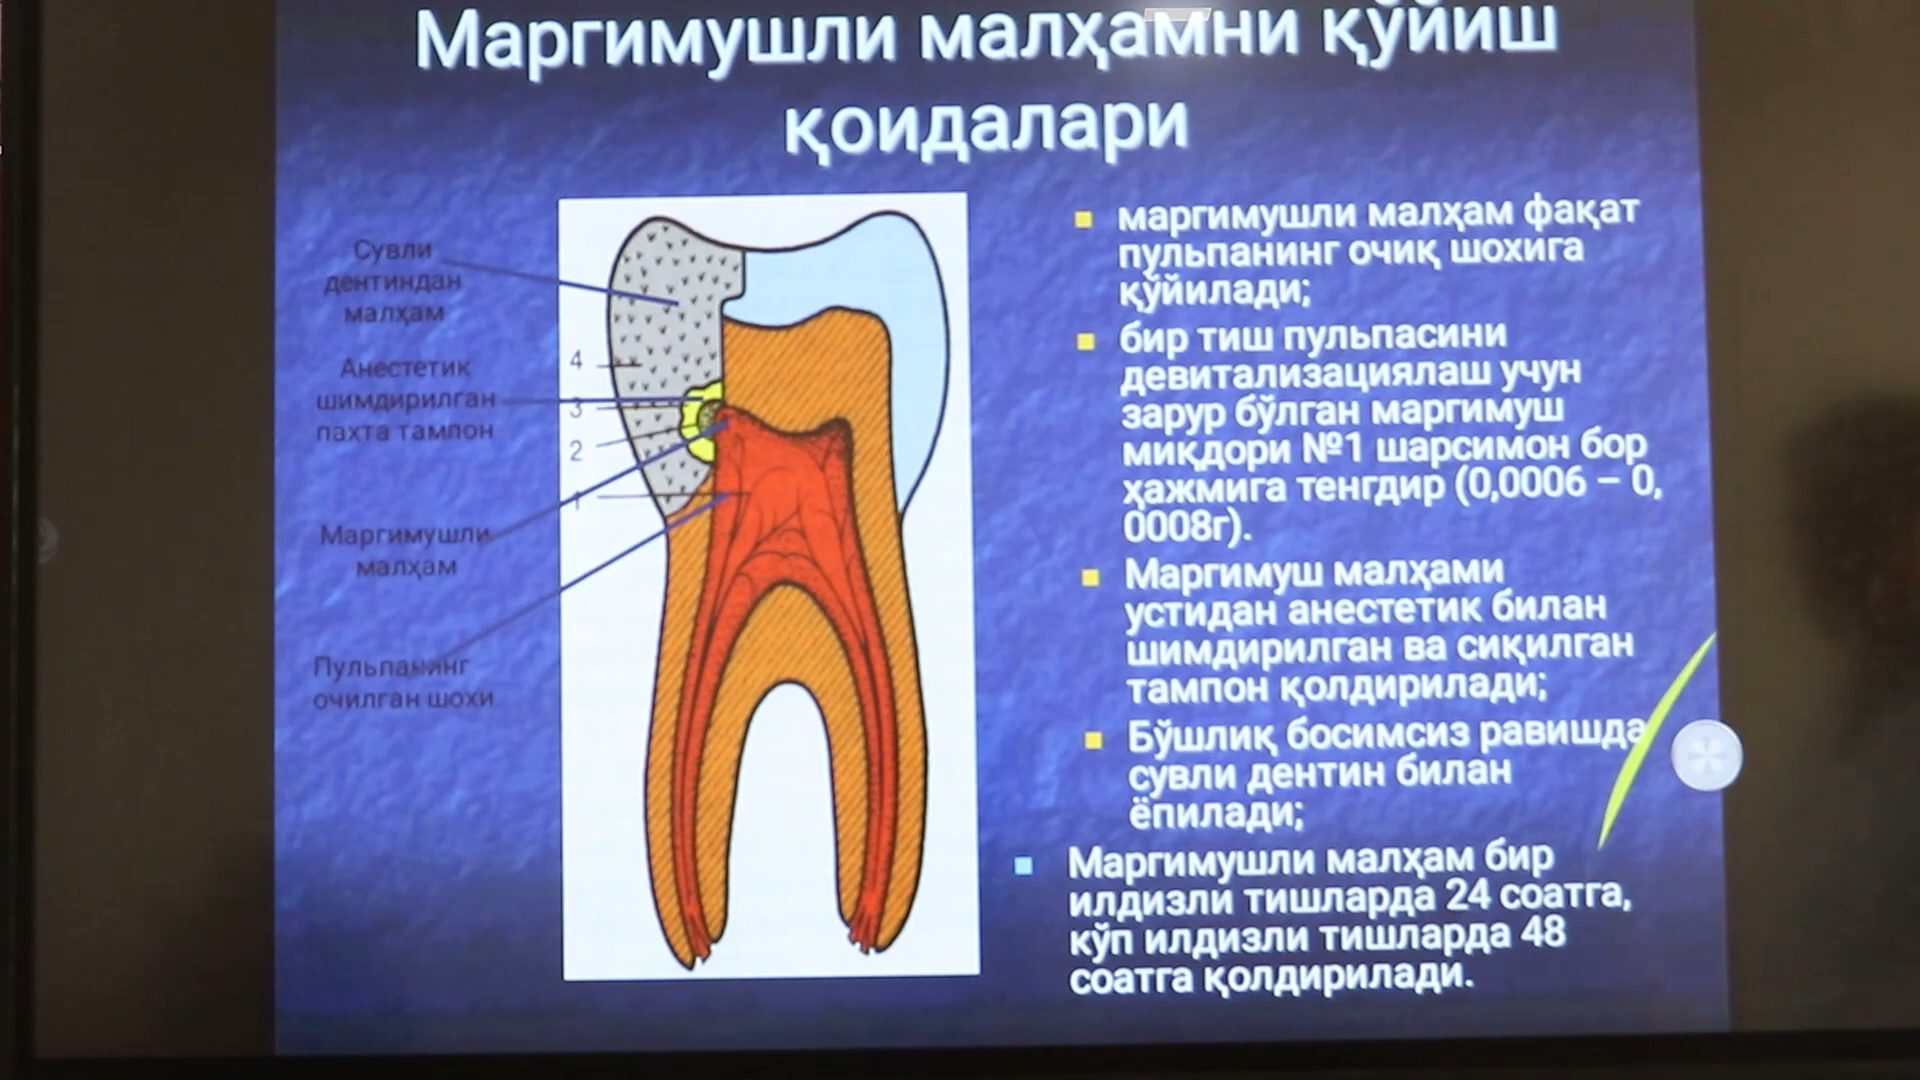 Маргимушли малҳамни қўйиш
қоидалари
Сувли
дентиндан
малҳам
Анестетик
шимдирилган
пахта тампон
Маргимушли
малҳам
Пульпанинг
очилган шохи
4
3
2
1
маргимушли малҳам фақат
пульпанинг очиқ шохига
қўйилади;
бир тиш пульпасини
девитализациялаш учун
зарур бўлган маргимуш
миқдори №1 шарсимон бор
ҳажмига тенгдир (0,0006 – 0,
0008г).
Маргимуш малҳами
устидан анестетик билан
шимдирилган ва сиқилган
тампон қолдирилади;
Бўшлиқ босимсиз равишда
сувли дентин билан
ёпилади;
Маргимушли малҳам бир
илдизли тишларда 24 соатга,
кўп илдизли тишларда 48
соатга қолдирилади.